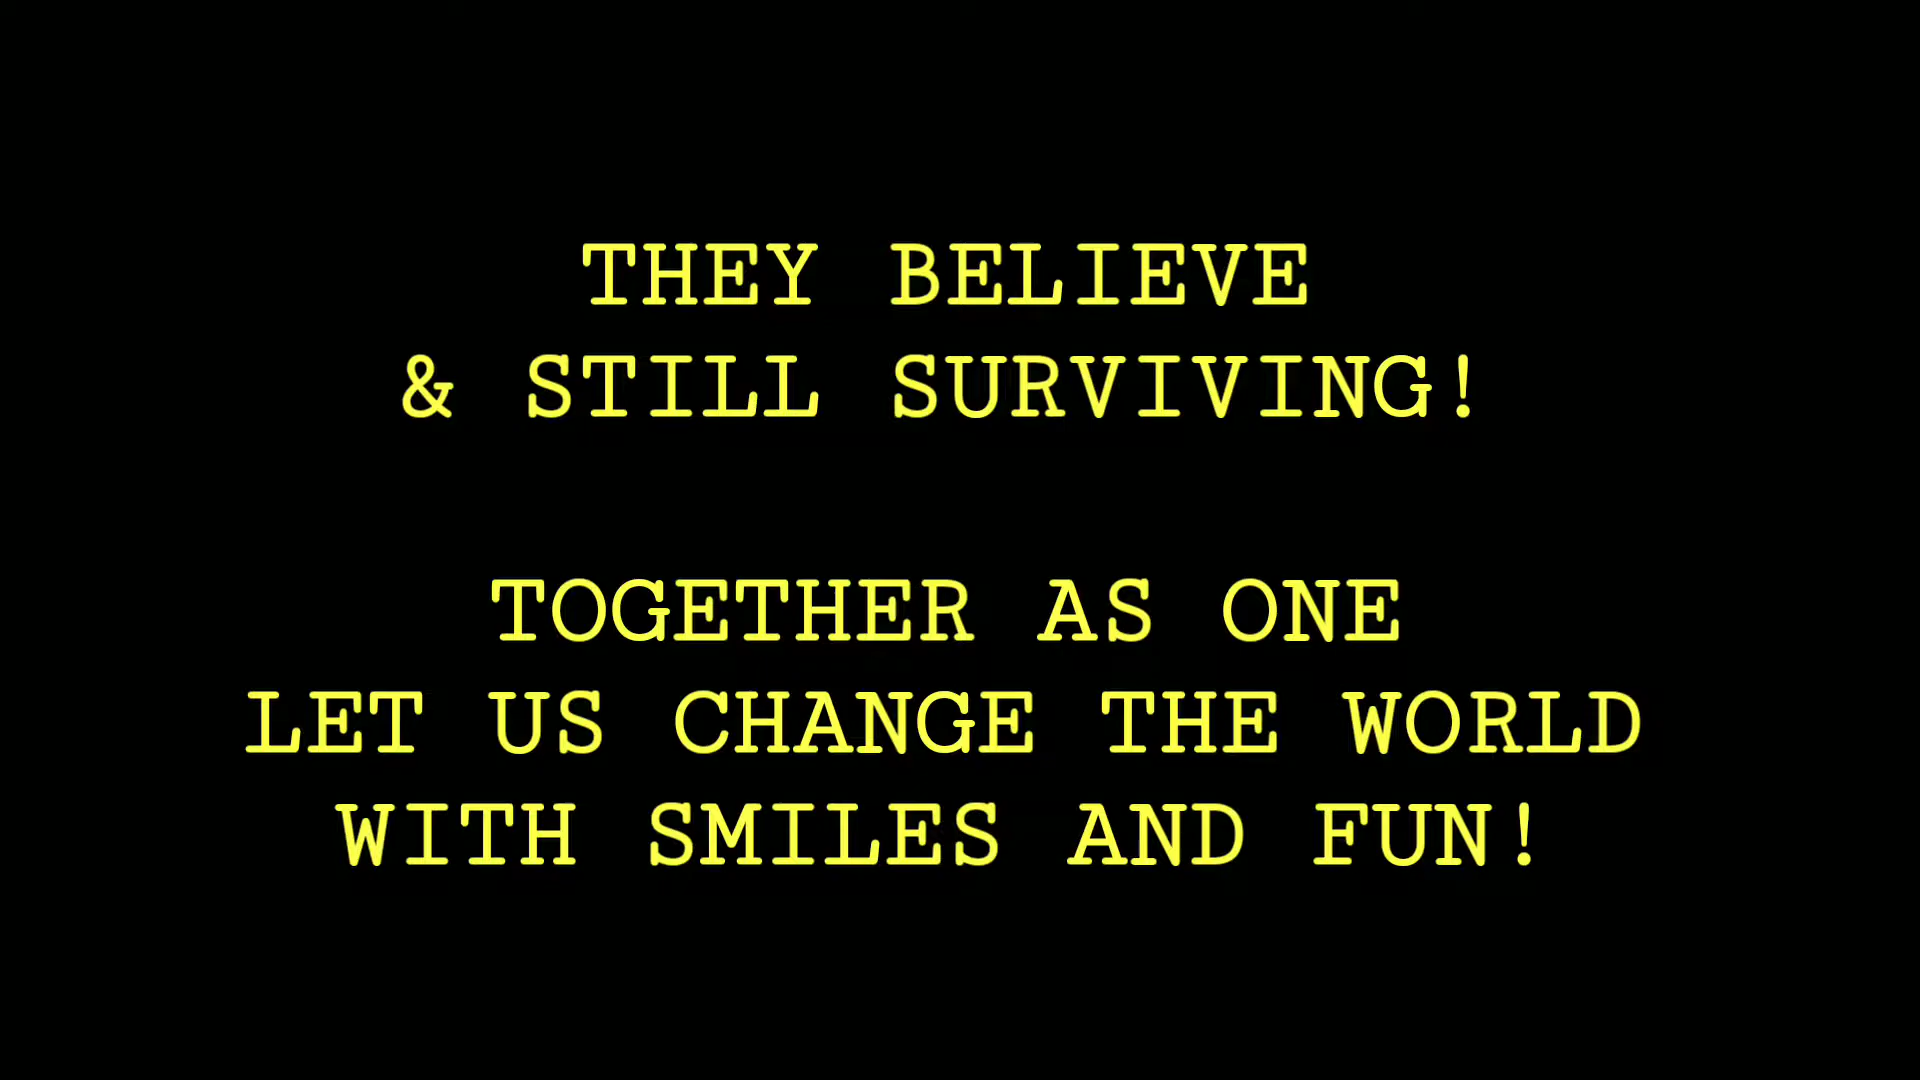 THEY BELIEVE
& STILL SURVIVING!
TOGETHER AS ONE
LET US CHANGE THE WORLD
WITH SMILES AND FUN!